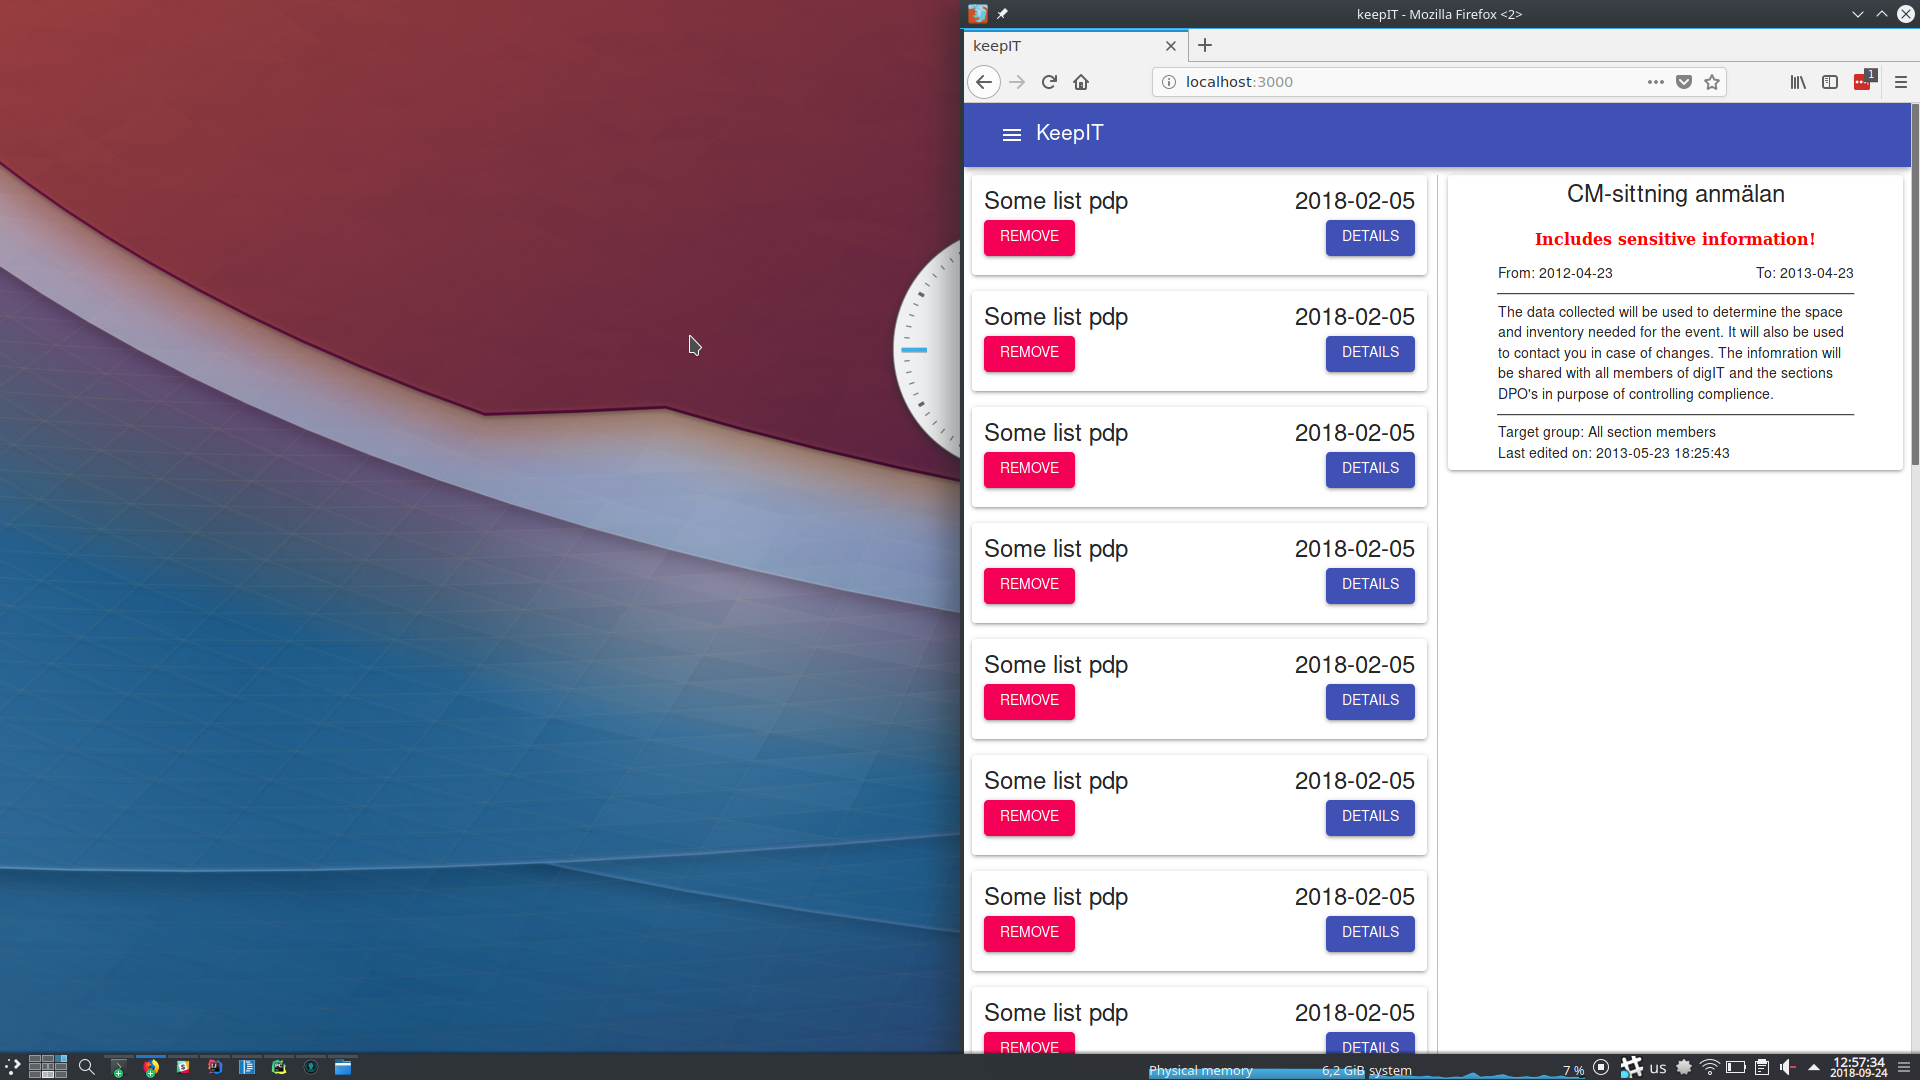 keepIT - Mozilla Firefox <2>
keepIT
localhost:3000
1
KeepIT
Some list pdp 2018-02-05
REMOVE DETAILS
Some list pdp 2018-02-05
REMOVE DETAILS
Some list pdp 2018-02-05
REMOVE DETAILS
Some list pdp 2018-02-05
REMOVE DETAILS
Some list pdp 2018-02-05
REMOVE DETAILS
Some list pdp 2018-02-05
REMOVE DETAILS
Some list pdp 2018-02-05
REMOVE DETAILS
Some list pdp 2018-02-05
REMOVE DETAILS
CM-sittning anmälan
Includes sensitive information!
From: 2012-04-23 To: 2013-04-23
The data collected will be used to determine the space
and inventory needed for the event. It will also be used
to contact you in case of changes. The infomration will
be shared with all members of digIT and the sections
DPO's in purpose of controlling complience.
Target group: All section members
Last edited on: 2013-05-23 18:25:43
Physical memory 6,2 GiB system 7 % us 12:57:34
2018-09-24